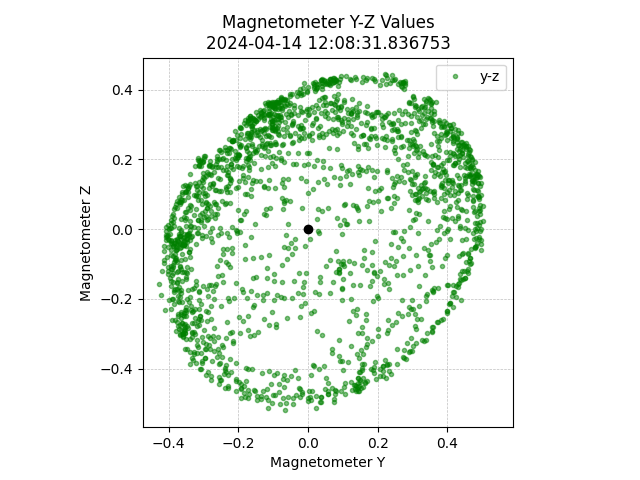 Magnetometer Y-Z Values
2024-04-14 12:08:31.836753
y-z
0.4
0.2
0.0
−0.2
−0.4
Magnetometer Z
−0.4
−0.2
0.0
0.2
0.4
Magnetometer Y